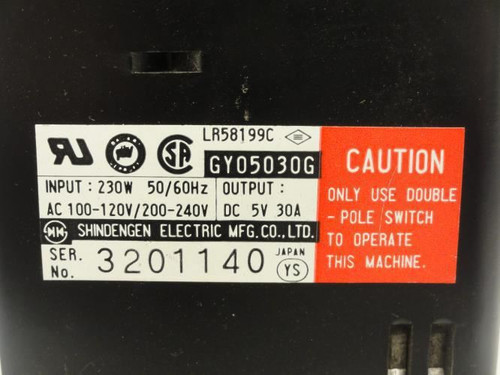 LR58199C
GY05030G
INPUT : 230W 50/60Hz
AC 100-120V/200-240V
OUTPUT :
DC 5V 30A
SHINDENGEN ELECTRIC MFG.CO.,LTD.
SER. No. 3201140
JAPAN
YS
CAUTION
ONLY USE DOUBLE
- POLE SWITCH
TO OPERATE
THIS MACHINE.